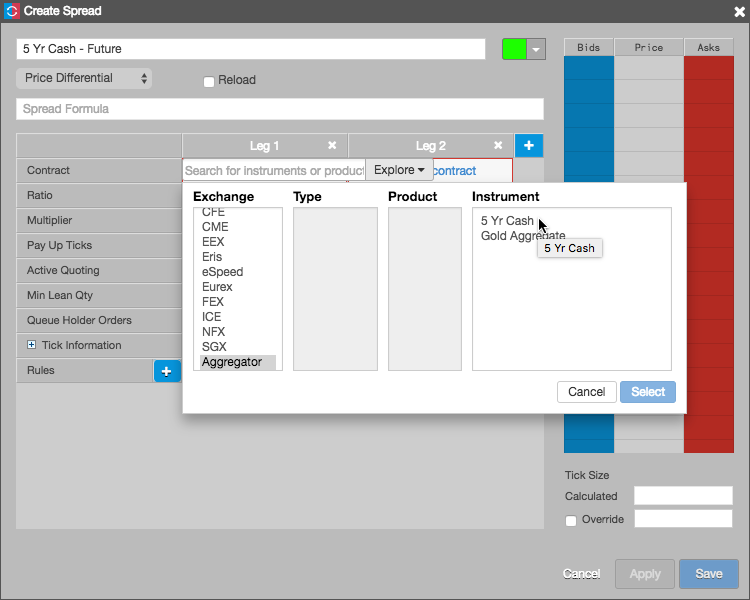 Create Spread
5 Yr Cash - Future
Bids Price Asks
Price Differential
Reload
Spread Formula
Leg 1 Leg 2
Contract
Search for instruments or product
Explore
contract
Ratio
Multiplier
Pay Up Ticks
Active Quoting
Min Lean Qty
Queue Holder Orders
Tick Information
Rules
Exchange Type Product Instrument
CFE
CME
EEX
Eris
eSpeed
Eurex
FEX
ICE
NFX
SGX
Aggregator
5 Yr Cash
Gold Aggregate
5 Yr Cash
Cancel Select
Tick Size
Calculated
Override
Cancel Apply Save